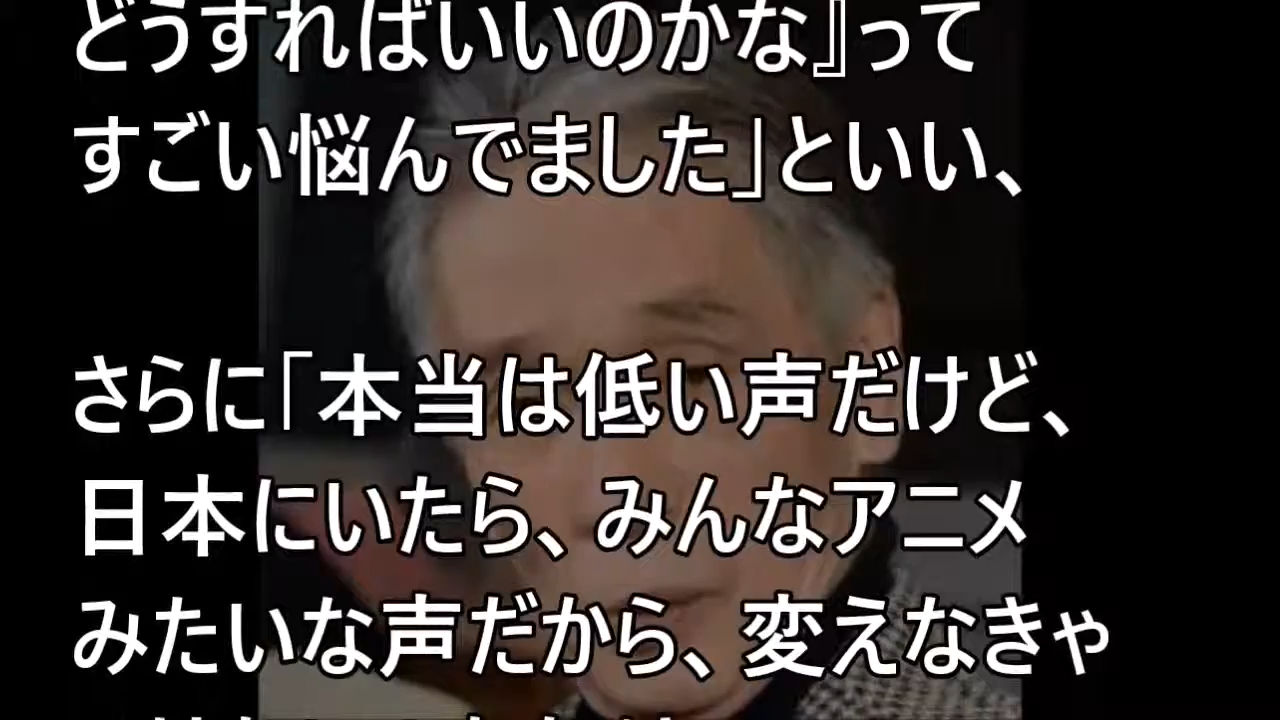 どうすればいいのかな』って
すごい悩んでました」といい、
さらに「本当は低い声だけど、
日本にいたら、みんなアニメ
みたいな声だから、変えなきゃ